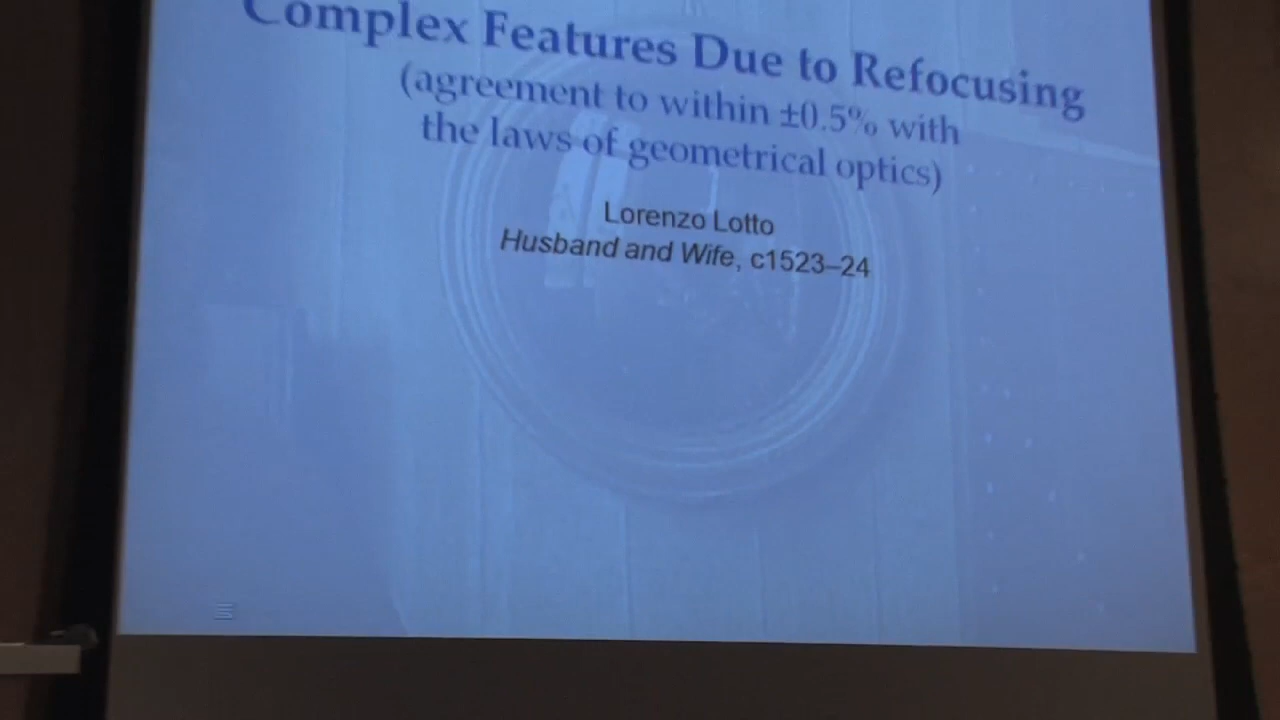 Complex Features Due to Refocusing
(agreement to within ±0.5% with
the laws of geometrical optics)
Lorenzo Lotto
Husband and Wife, c1523–24